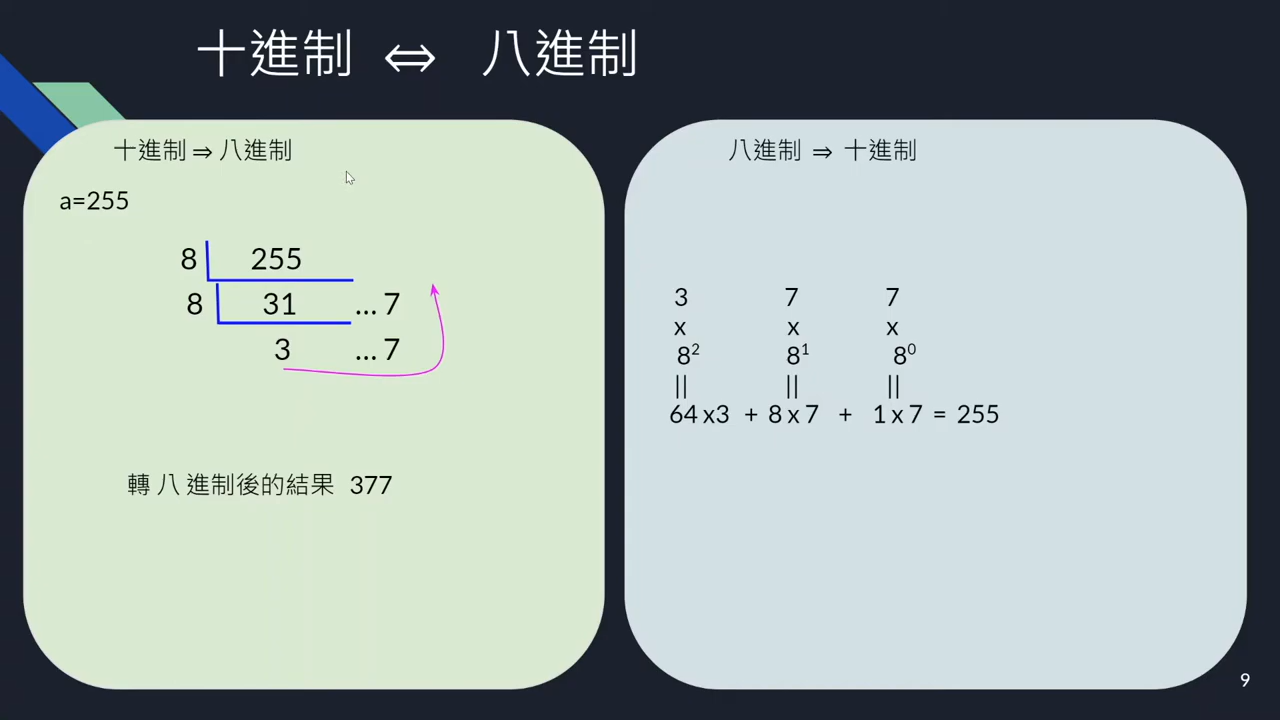 十進制 ⇔ 八進制
十進制 ⇒ 八進制
a=255
8 255
8 31 ...7
3 ...7
轉 八 進制後的結果 377
八進制 ⇒ 十進制
3 7 7
x x x
8² 8¹ 8⁰
|| || ||
64 x3 + 8 x 7 + 1 x 7 = 255
9